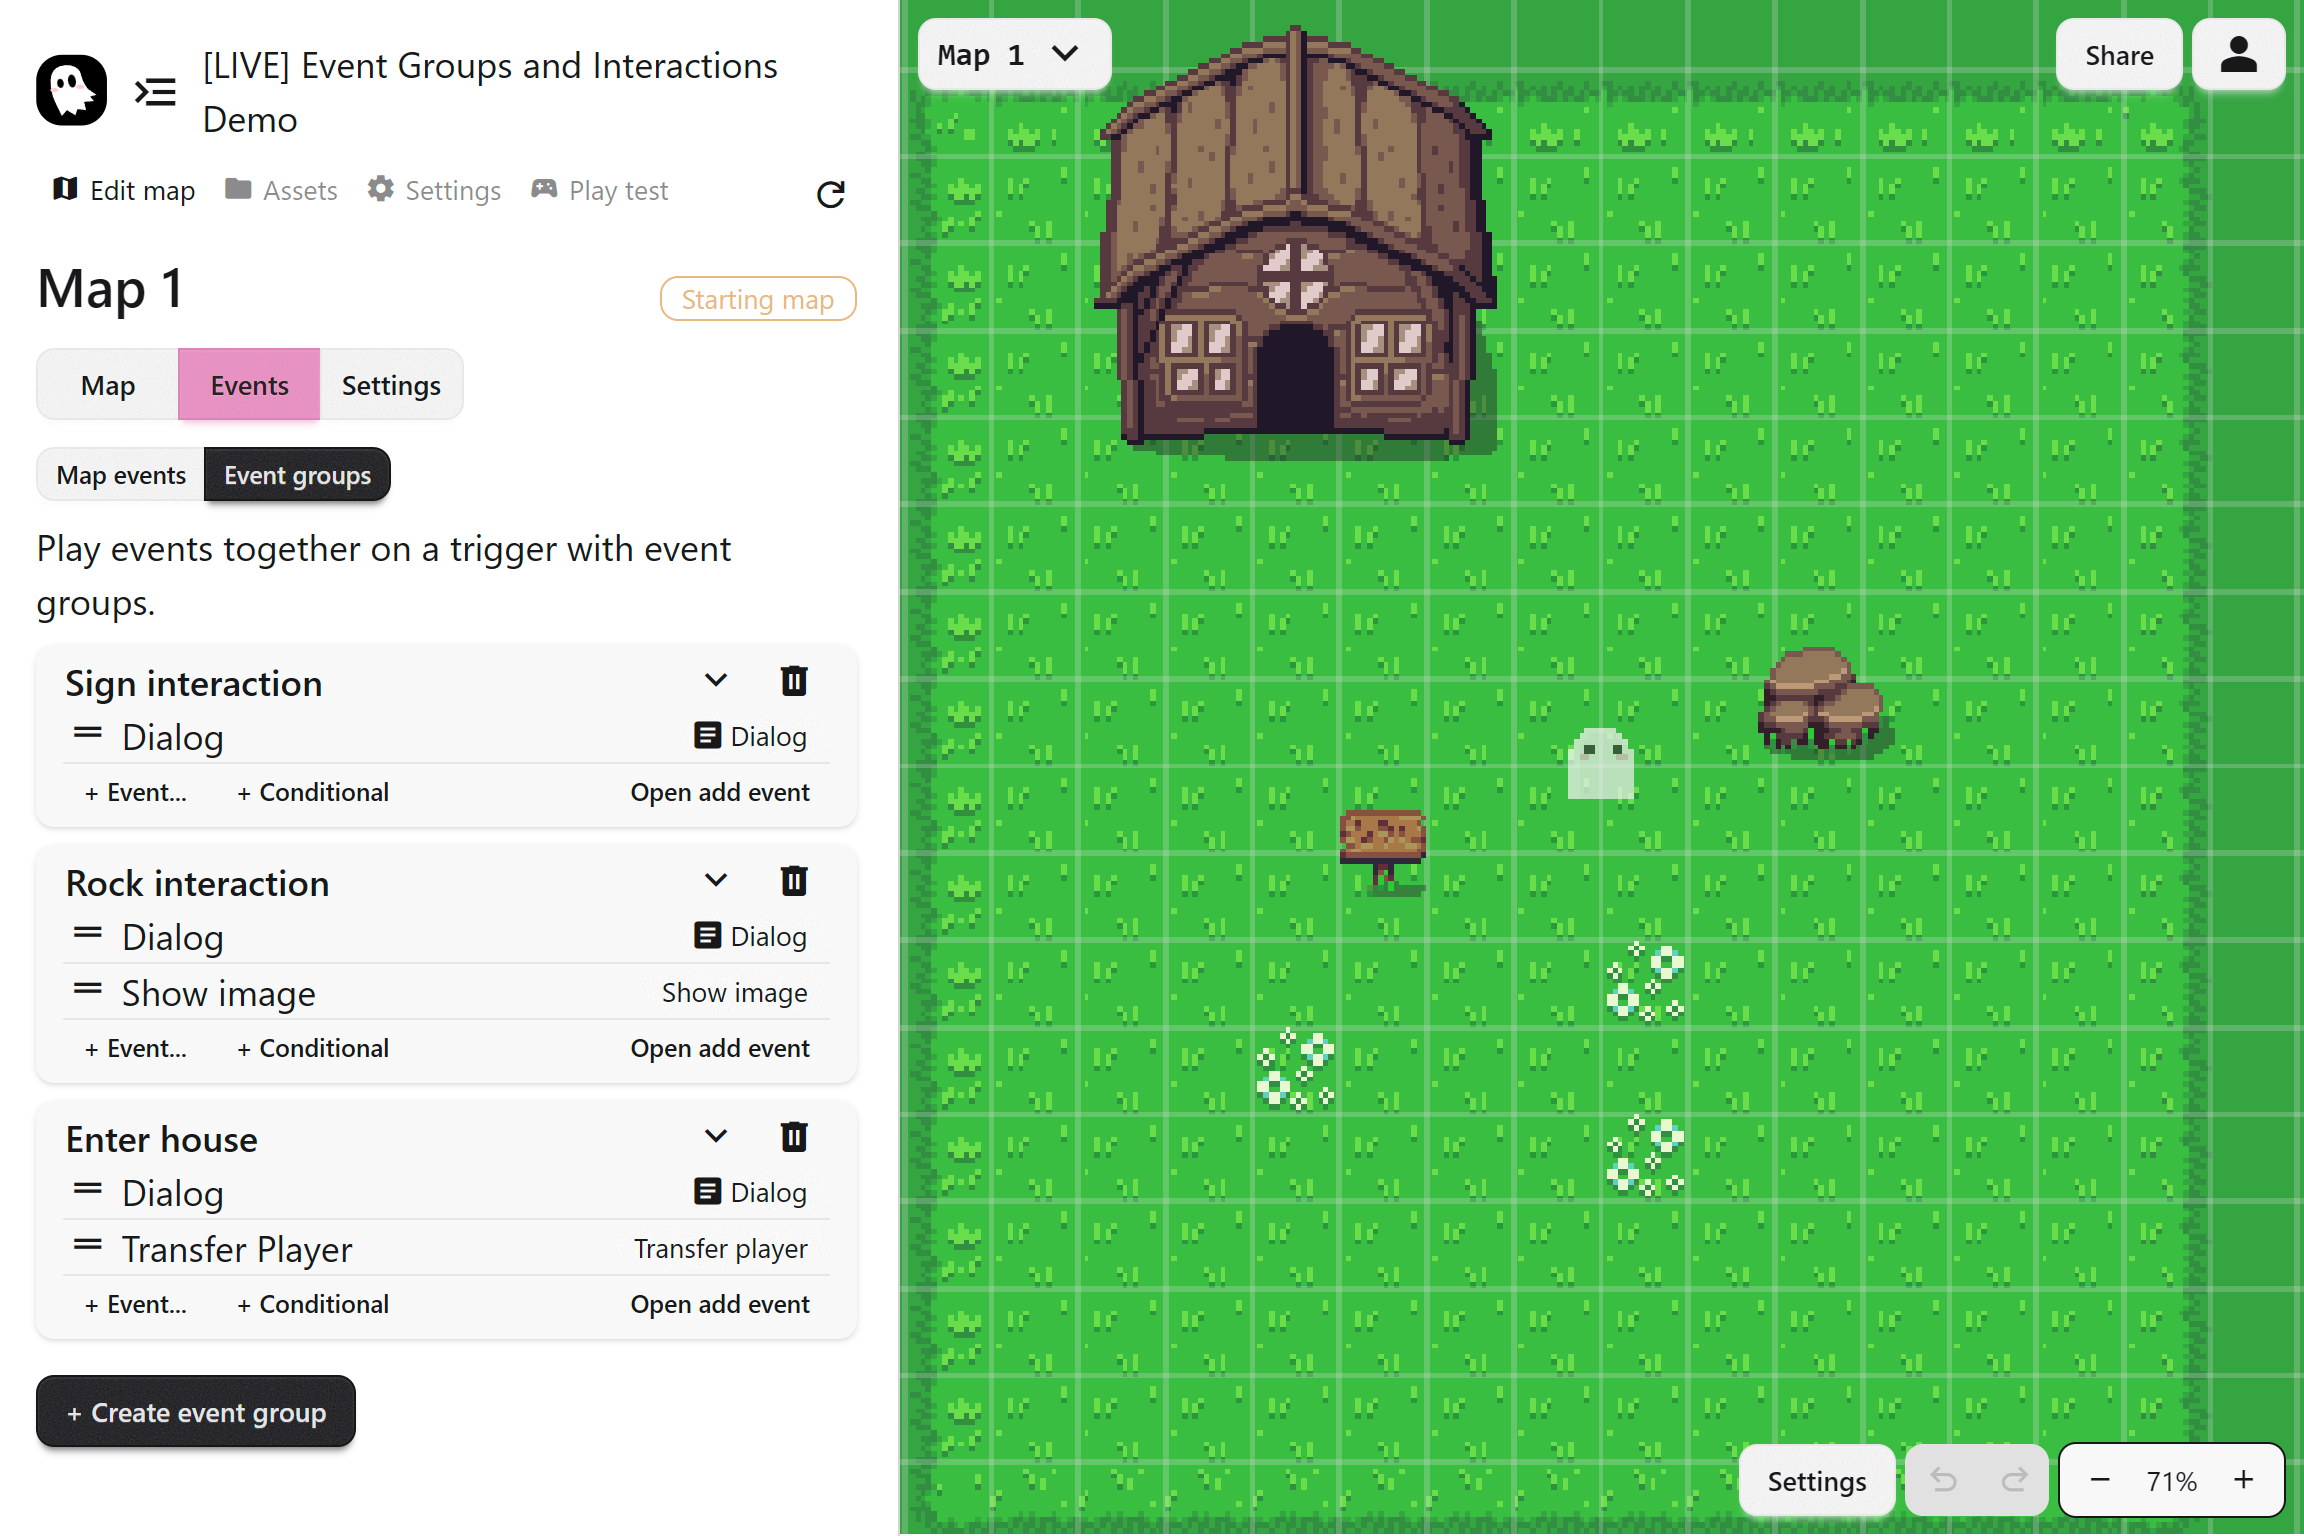 [LIVE] Event Groups and Interactions
Demo
Edit map Assets Settings Play test
Map 1 Starting map
Map Events Settings
Map events Event groups
Play events together on a trigger with event
groups.
Sign interaction
Dialog Dialog
+ Event... + Conditional Open add event
Rock interaction
Dialog Dialog
Show image Show image
+ Event... + Conditional Open add event
Enter house
Dialog Dialog
Transfer Player Transfer player
+ Event... + Conditional Open add event
+ Create event group
Map 1
Share
Settings − 71% +